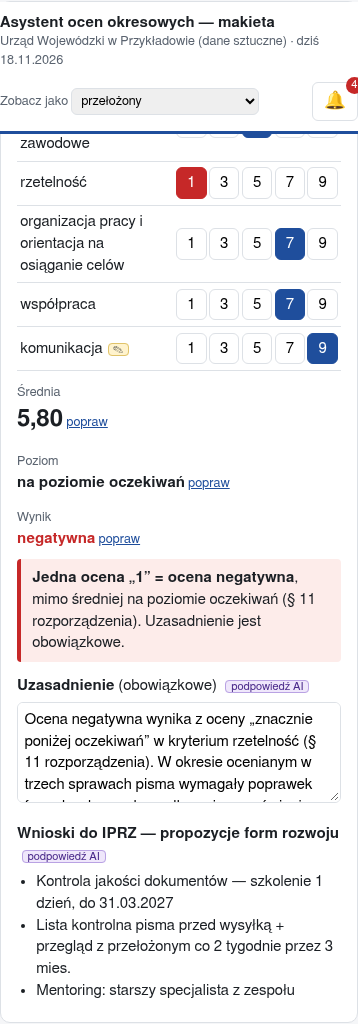 Asystent ocen okresowych — makieta
Urząd Wojewódzki w Przykładowie (dane sztuczne) · dziś
18.11.2026
Zobacz jako przełożony
4
zawodowe
rzetelność 1 3 5 7 9
organizacja pracy i
orientacja na
osiąganie celów
1 3 5 7 9
współpraca 1 3 5 7 9
komunikacja 1 3 5 7 9
Średnia
5,80 popraw
Poziom
na poziomie oczekiwań popraw
Wynik
negatywna popraw
Jedna ocena „1” = ocena negatywna,
mimo średniej na poziomie oczekiwań (§ 11
rozporządzenia). Uzasadnienie jest
obowiązkowe.
Uzasadnienie (obowiązkowe) podpowiedź AI
Ocena negatywna wynika z oceny „znacznie
poniżej oczekiwań” w kryterium rzetelność (§
11 rozporządzenia). W okresie ocenianym w
trzech sprawach pisma wymagały poprawek
Wnioski do IPRZ — propozycje form rozwoju
podpowiedź AI
• Kontrola jakości dokumentów — szkolenie 1
dzień, do 31.03.2027
• Lista kontrolna pisma przed wysyłką +
przegląd z przełożonym co 2 tygodnie przez 3
mies.
• Mentoring: starszy specjalista z zespołu